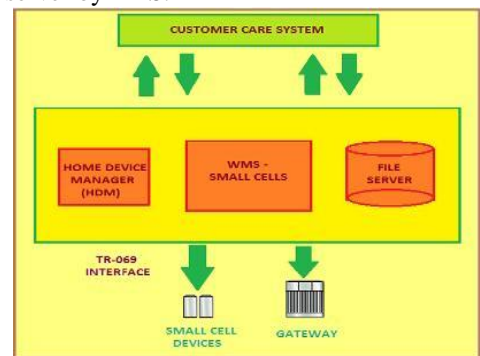 CUSTOMER CARE SYSTEM
HOME DEVICE
MANAGER
(HDM)
WMS -
SMALL CELLS
FILE
SERVER
TR-069
INTERFACE
SMALL CELL
DEVICES
GATEWAY